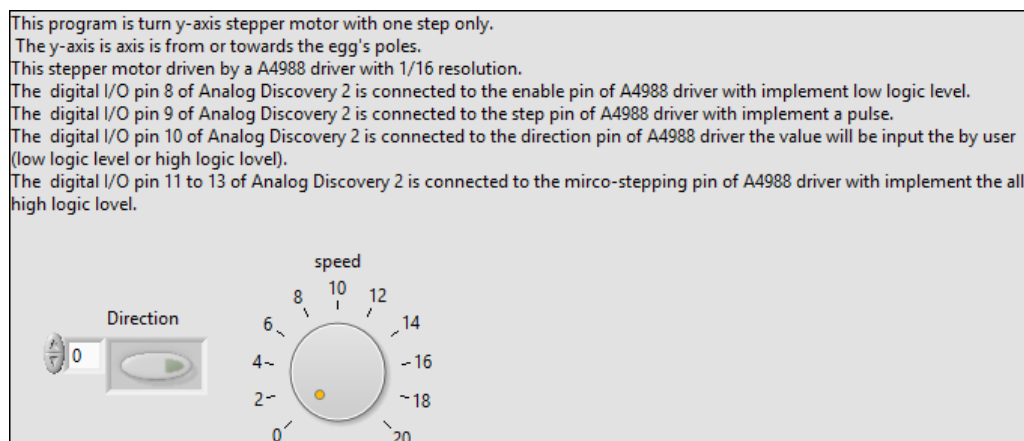 This program is turn y-axis stepper motor with one step only.
The y-axis is axis is from or towards the egg's poles.
This stepper motor driven by a A4988 driver with 1/16 resolution.
The digital I/O pin 8 of Analog Discovery 2 is connected to the enable pin of A4988 driver with implement low logic level.
The digital I/O pin 9 of Analog Discovery 2 is connected to the step pin of A4988 driver with implement a pulse.
The digital I/O pin 10 of Analog Discovery 2 is connected to the direction pin of A4988 driver the value will be input the by user
(low logic level or high logic lovel).
The digital I/O pin 11 to 13 of Analog Discovery 2 is connected to the mirco-stepping pin of A4988 driver with implement the all
high logic lovel.
speed
8 10 12
Direction
6 14
0
4 16
2 18
0 20